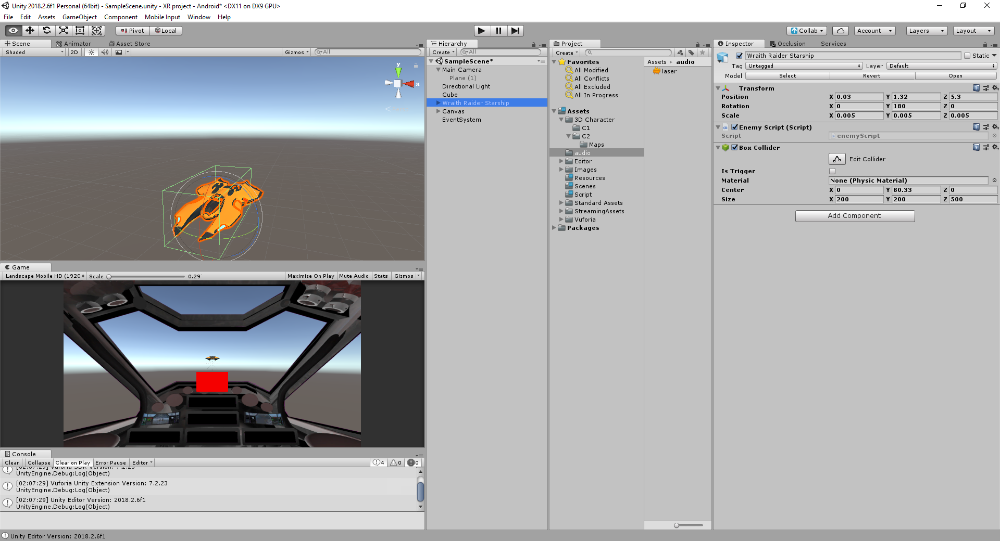 Unity 2018.2.6f1 Personal (64bit) - SampleScene.unity - XR project - Android* <DX11 on DX9 GPU>
File Edit Assets GameObject Component Mobile Input Window Help
Pivot Local Collab Account Layers Layout
Scene Animator Asset Store
Shaded 2D Gizmos All
y
x
Game
Landscape Mobile HD (1920 Scale 0.29 Maximize On Play Mute Audio Stats Gizmos
Console
Clear Collapse Clear on Play Error Pause Editor 4 0 0
[02:07:29] Vuforia SDK Version: 7.2.23
UnityEngine.Debug:Log(Object)
[02:07:29] Vuforia Unity Extension Version: 7.2.23
UnityEngine.Debug:Log(Object)
[02:07:29] Unity Editor Version: 2018.2.6f1
UnityEngine.Debug:Log(Object)
Unity Editor Version: 2018.2.6f1
Hierarchy
Create All
SampleScene*
Main Camera
Plane (1)
Directional Light
Cube
Wraith Raider Starship
Canvas
EventSystem
Project
Create
Favorites
All Modified
All Conflicts
All Excluded
All In Progress
Assets
3D Character
C1
C2
Maps
audio
Editor
Images
Resources
Scenes
Script
Standard Assets
StreamingAssets
Vuforia
Packages
Assets audio
laser
Inspector Occlusion Services
Wraith Raider Starship Static
Tag Untagged Layer Default
Model Select Revert Open
Transform
Position X 0.03 Y 1.32 Z 5.3
Rotation X 0 Y 180 Z 0
Scale X 0.005 Y 0.005 Z 0.005
Enemy Script (Script)
Script enemyScript
Box Collider
Edit Collider
Is Trigger
Material None (Physic Material)
Center X 0 Y 80.33 Z 0
Size X 200 Y 200 Z 500
Add Component